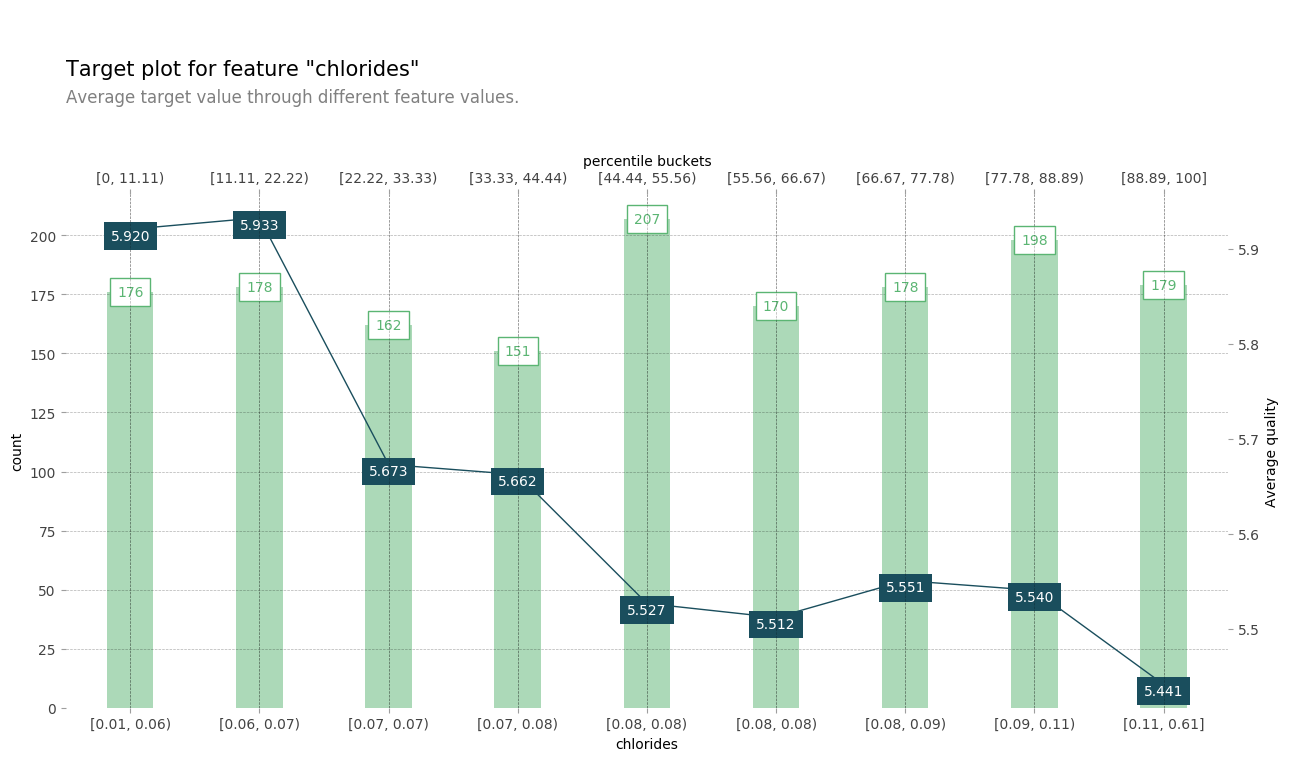 Target plot for feature "chlorides"
Average target value through different feature values.
percentile buckets
[0, 11.11) [11.11, 22.22) [22.22, 33.33) [33.33, 44.44) [44.44, 55.56) [55.56, 66.67) [66.67, 77.78) [77.78, 88.89) [88.89, 100]
200
175
150
125
100
75
50
25
0
count
176 178 162 151 207 170 178 198 179
5.920 5.933 5.673 5.662 5.527 5.512 5.551 5.540 5.441
5.9
5.8
5.7
5.6
5.5
Average quality
[0.01, 0.06) [0.06, 0.07) [0.07, 0.07) [0.07, 0.08) [0.08, 0.08) [0.08, 0.08) [0.08, 0.09) [0.09, 0.11) [0.11, 0.61]
chlorides